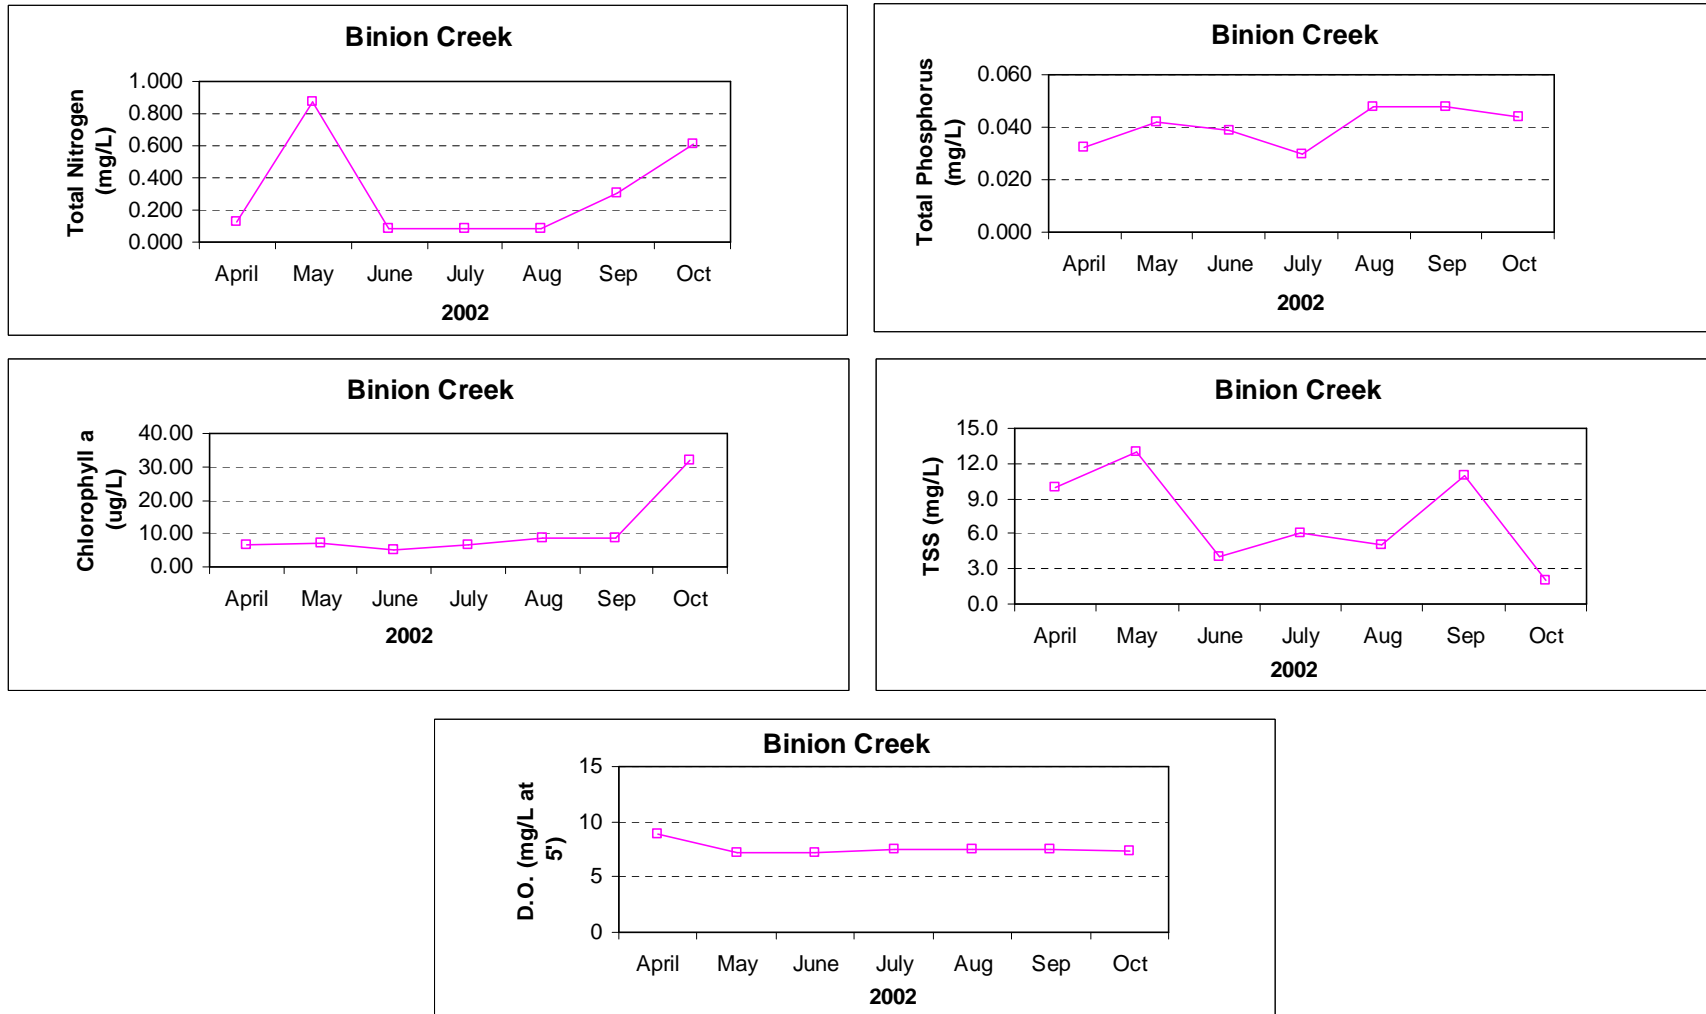 Binion Creek
Total Nitrogen
(mg/L)
1.000
0.800
0.600
0.400
0.200
0.000
April May June July Aug Sep Oct
2002
Binion Creek
Total Phosphorus
(mg/L)
0.060
0.040
0.020
0.000
April May June July Aug Sep Oct
2002
Binion Creek
Chlorophyll a
(ug/L)
40.00
30.00
20.00
10.00
0.00
April May June July Aug Sep Oct
2002
Binion Creek
TSS (mg/L)
15.0
12.0
9.0
6.0
3.0
0.0
April May June July Aug Sep Oct
2002
Binion Creek
D.O. (mg/L at
5')
15
10
5
0
April May June July Aug Sep Oct
2002